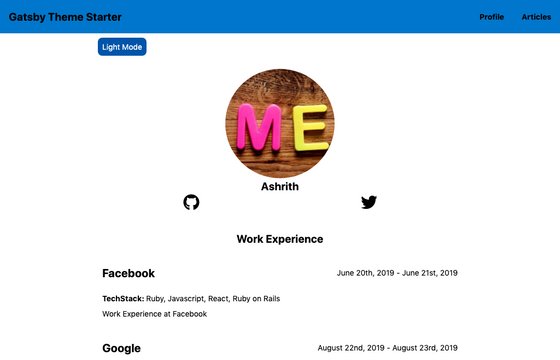 Gatsby Theme Starter
Profile Articles
Light Mode
ME
Ashrith
Work Experience
Facebook
June 20th, 2019 - June 21st, 2019
TechStack: Ruby, Javascript, React, Ruby on Rails
Work Experience at Facebook
Google
August 22nd, 2019 - August 23rd, 2019